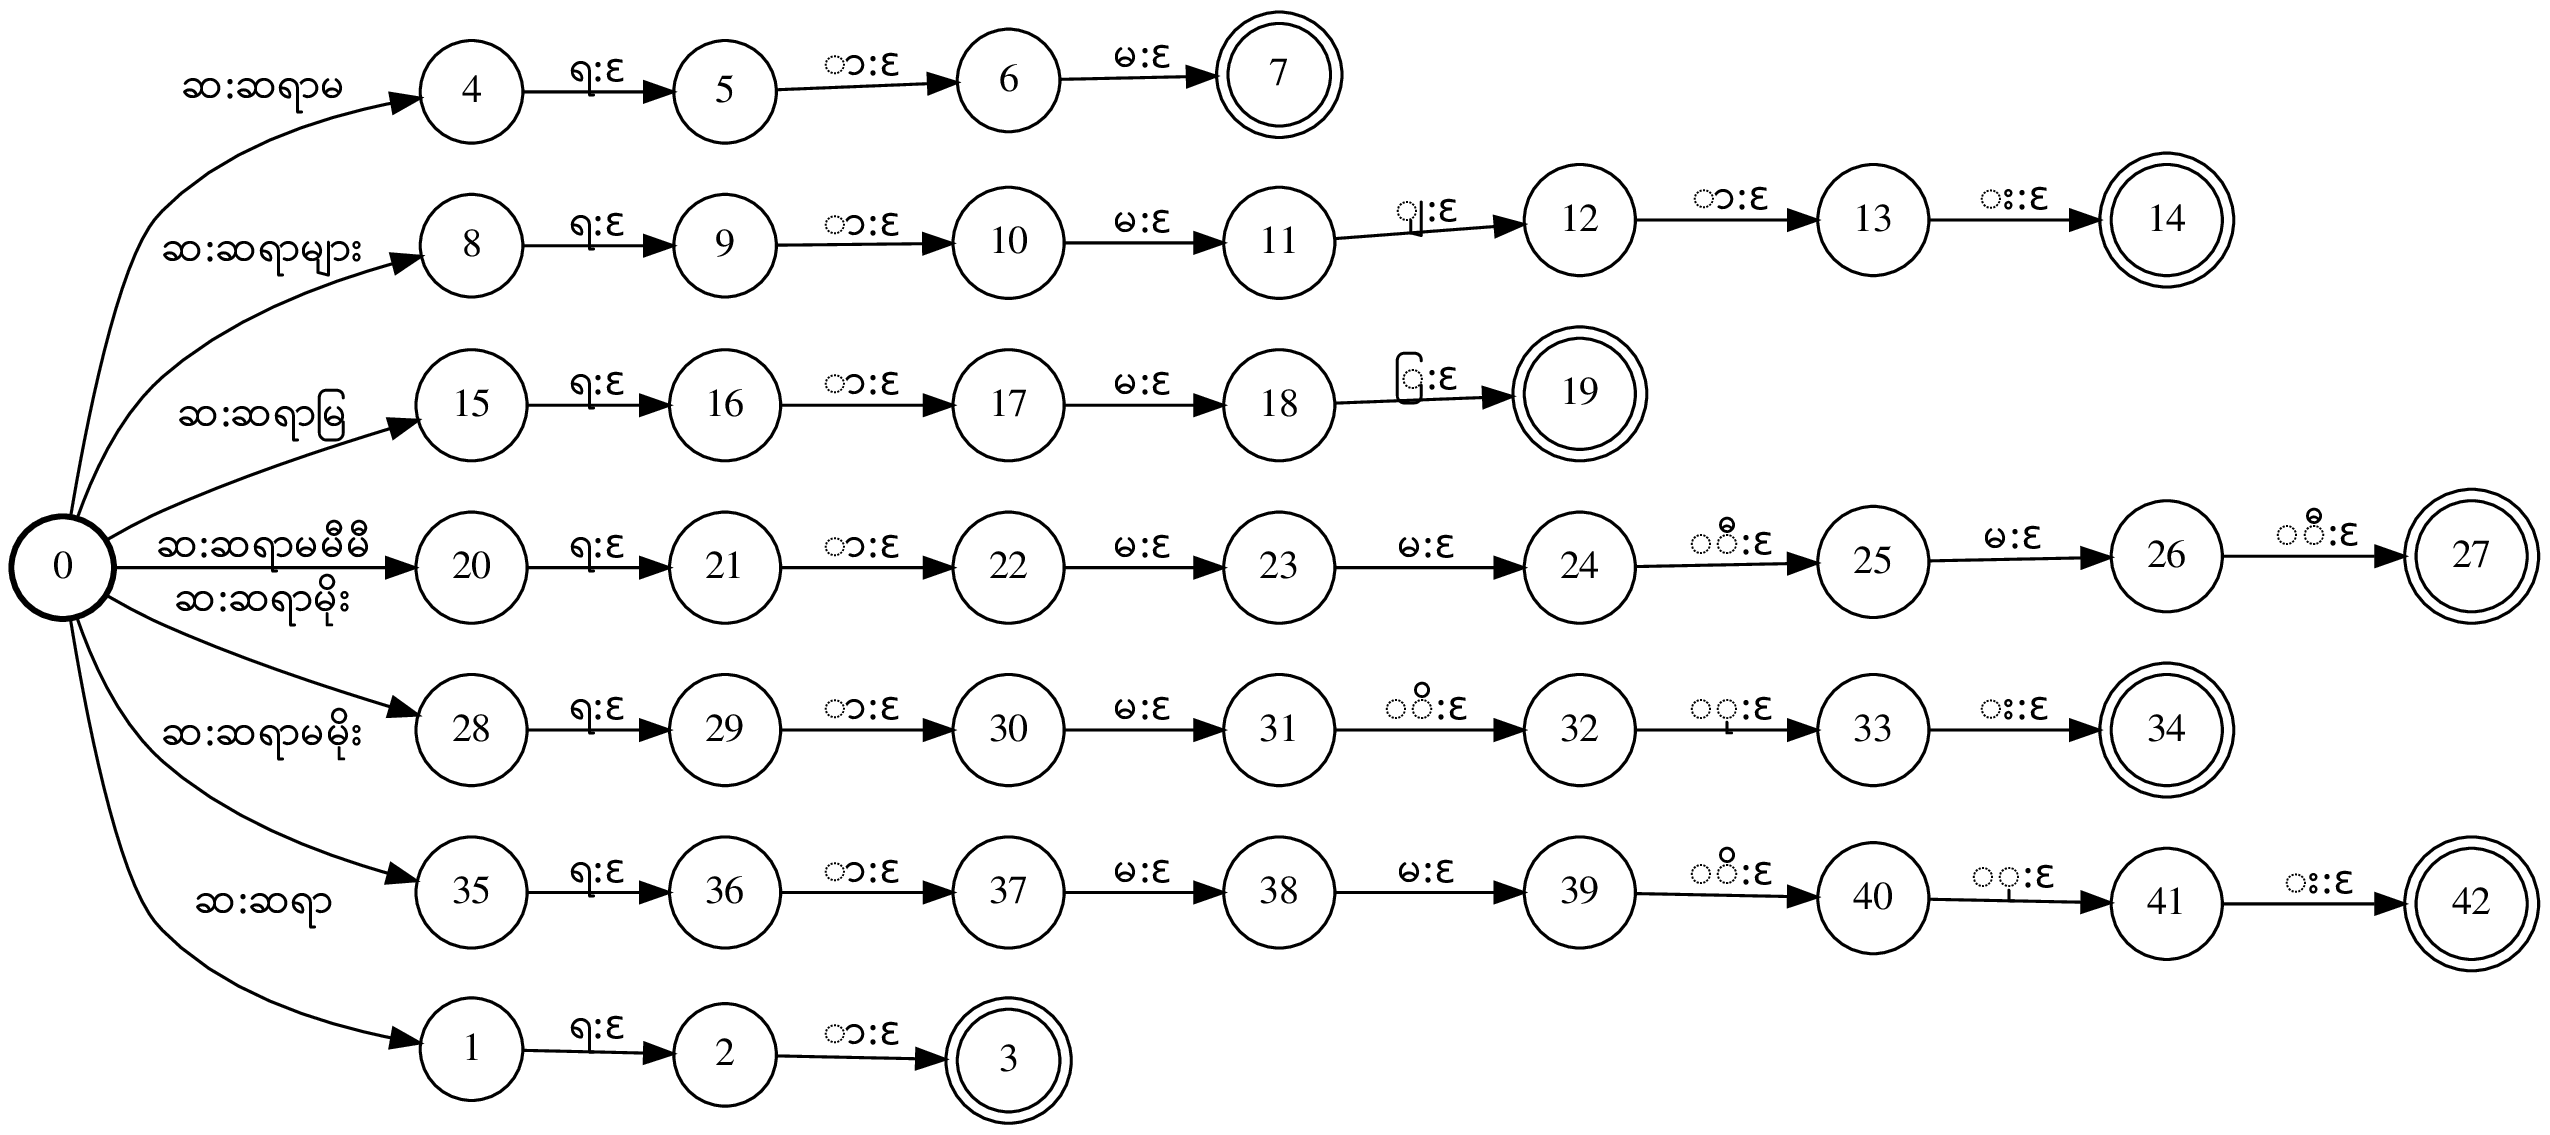 ဆ:ဆရာမ 4 ရ:ε 5 ာ:ε 6 မ:ε 7
ဆ:ဆရာများ 8 ရ:ε 9 ာ:ε 10 မ:ε 11 ျ:ε 12 ာ:ε 13 း:ε 14
ဆ:ဆရာမြ 15 ရ:ε 16 ာ:ε 17 မ:ε 18 ြ:ε 19
0 ဆ:ဆရာမမီမီ 20 ရ:ε 21 ာ:ε 22 မ:ε 23 မ:ε 24 ီ:ε 25 မ:ε 26 ီ:ε 27
ဆ:ဆရာမိုး 28 ရ:ε 29 ာ:ε 30 မ:ε 31 ိ:ε 32 ု:ε 33 း:ε 34
ဆ:ဆရာမမိုး 35 ရ:ε 36 ာ:ε 37 မ:ε 38 မ:ε 39 ိ:ε 40 ု:ε 41 း:ε 42
ဆ:ဆရာ 1 ရ:ε 2 ာ:ε 3